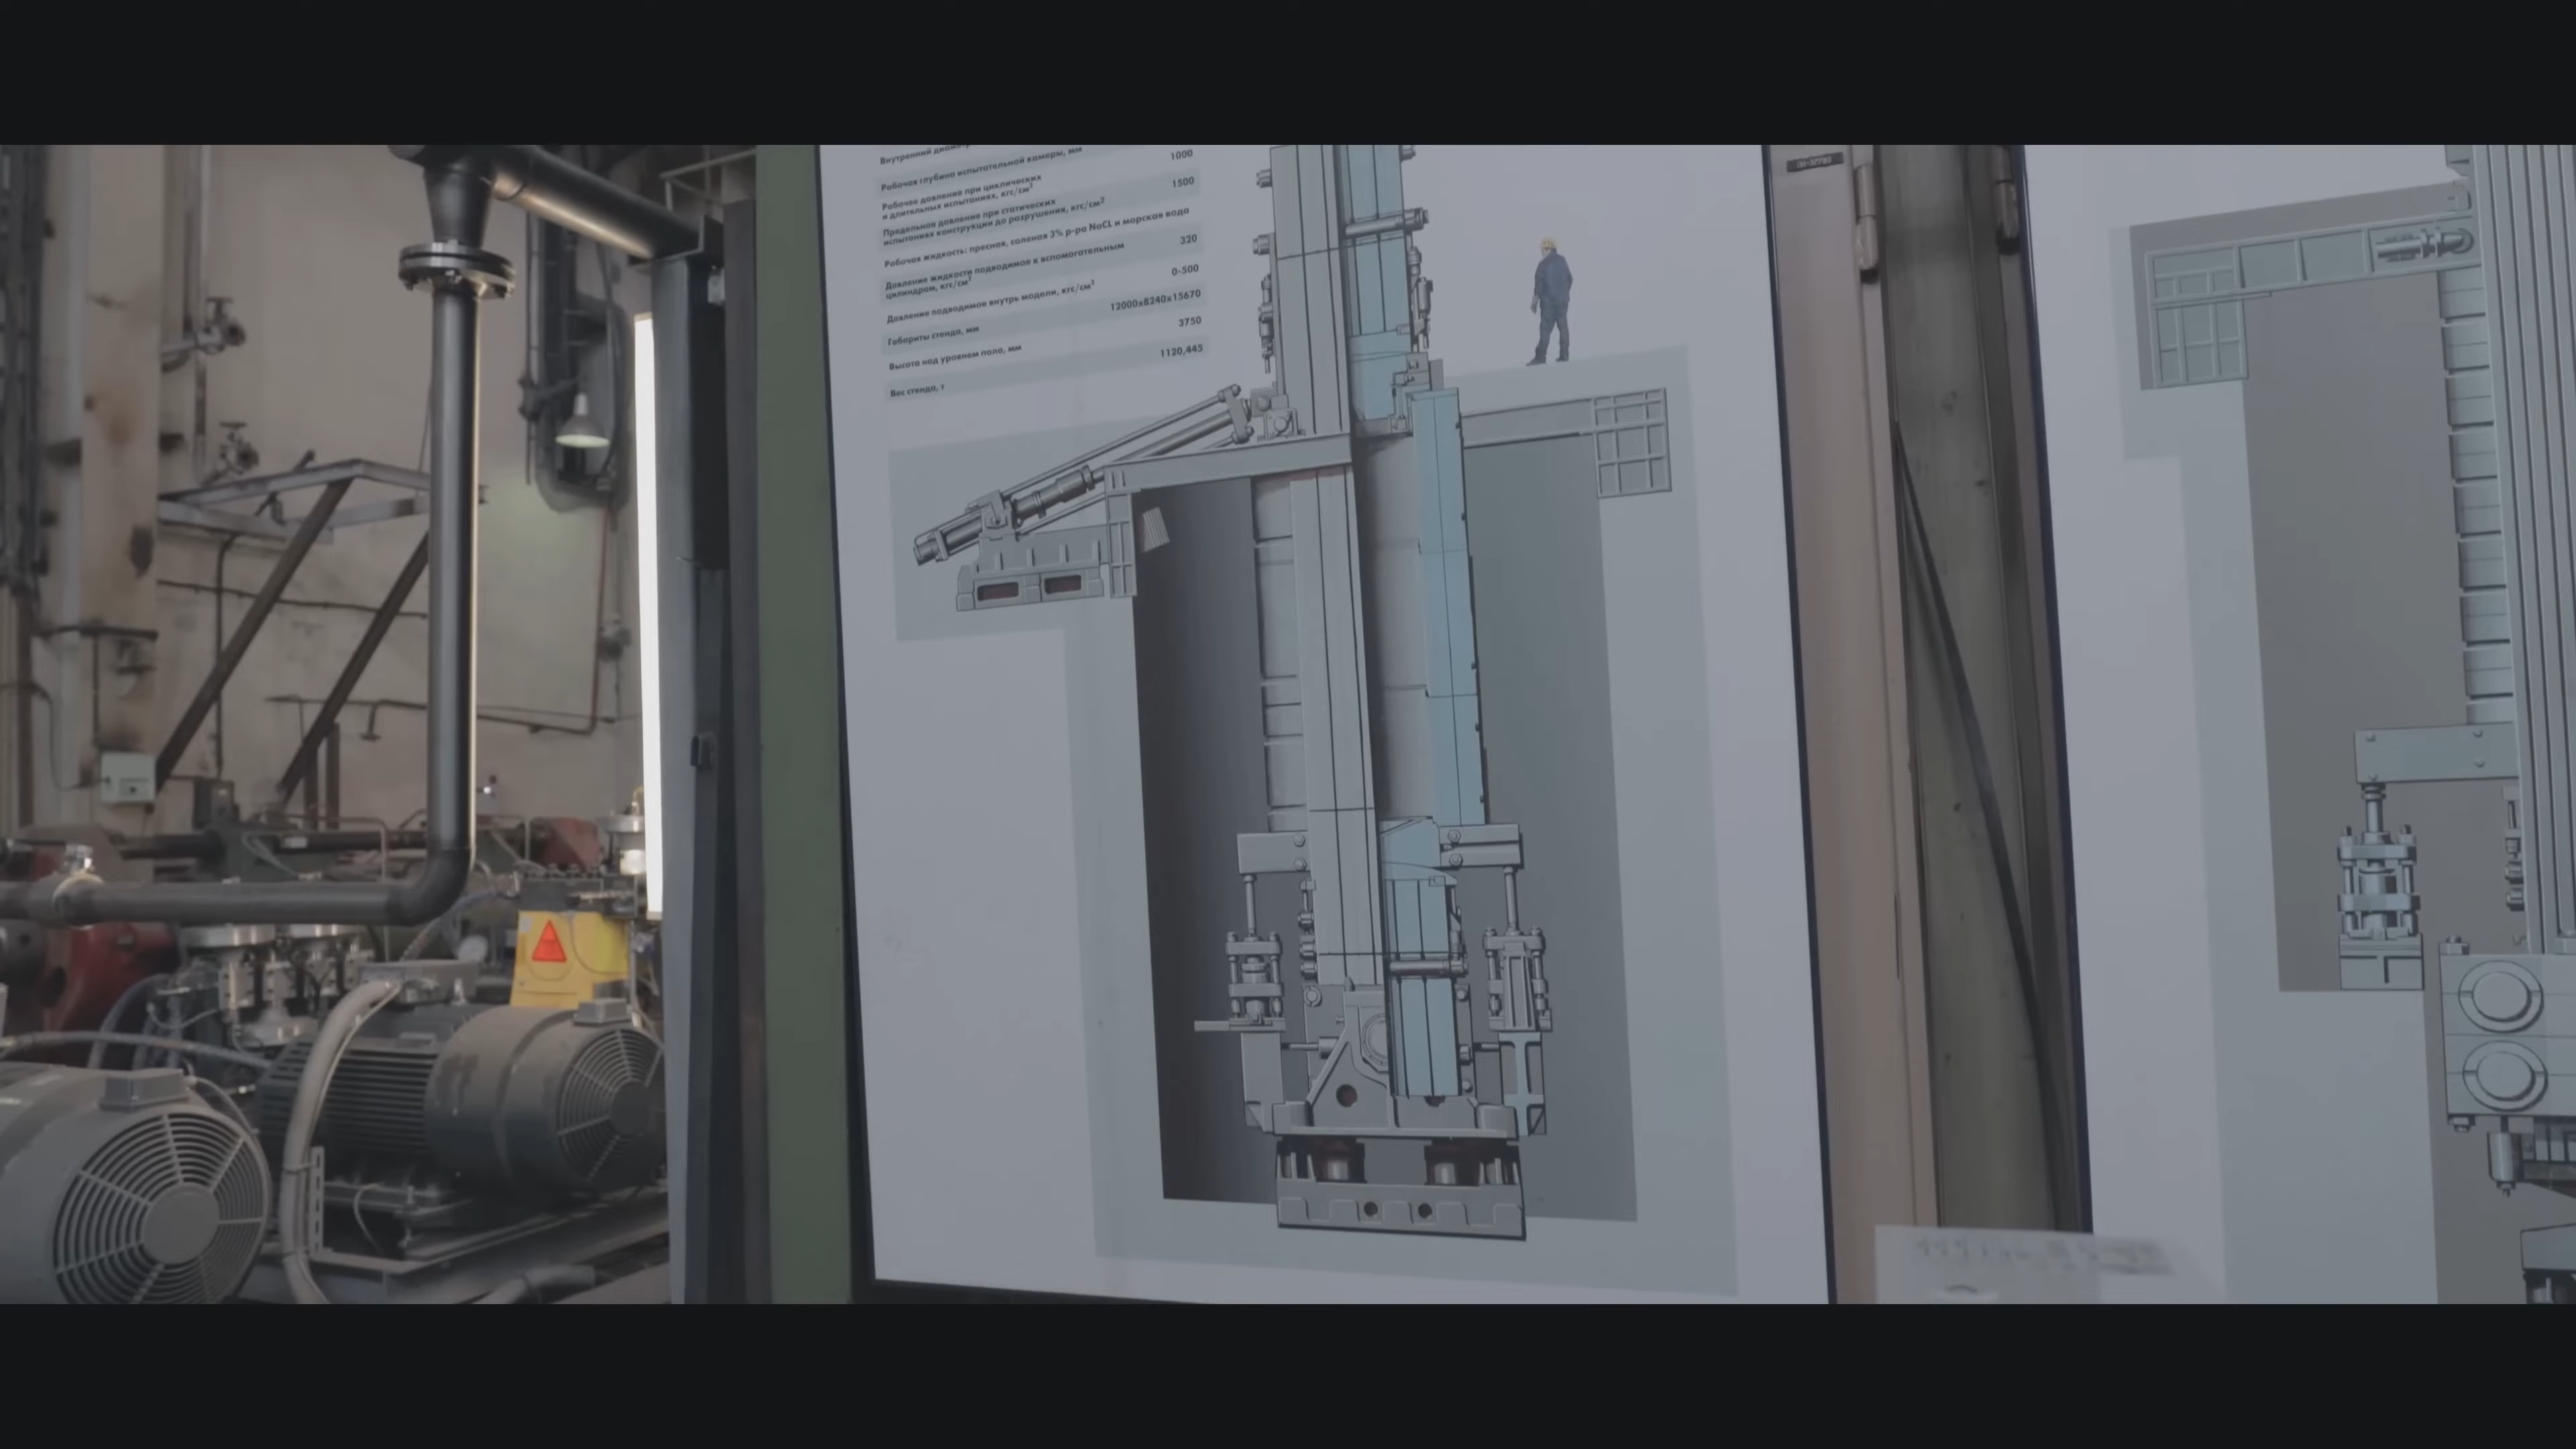 Внутренний диаметр
Рабочая глубина испытательной камеры, мм
Рабочее давление при циклических
и длительных испытаниях, кгс/см² 1000
Предельное давление при статических
испытаниях конструкции до разрушения, кгс/см² 1500
Рабочая жидкость: пресная, соленая 3% р-ра NaCL и морская вода
Давление жидкости подводимое к вспомогательным
цилиндрам, кгс/см² 320
Давление подводимое внутрь модели, кгс/см² 0-500
Габариты стенда, мм 12000х8240х15670
Высота над уровнем пола, мм 3750
Вес стенда, т 1120,445